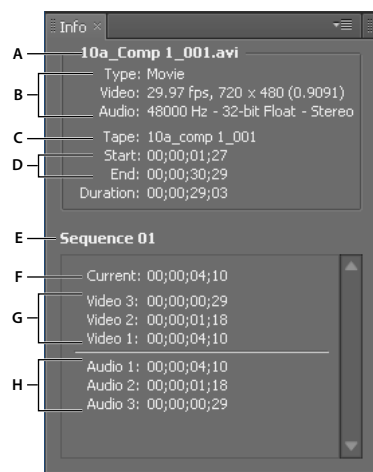 Info ×
A 10a_Comp 1_001.avi
Type: Movie
B Video: 29.97 fps, 720 x 480 (0.9091)
Audio: 48000 Hz - 32-bit Float - Stereo
C Tape: 10a_comp 1_001
D Start: 00;00;01;27
End: 00;00;30;29
Duration: 00;00;29;03
E Sequence 01
F Current: 00;00;04;10
Video 3: 00;00;00;29
G Video 2: 00;00;01;18
Video 1: 00;00;04;10
Audio 1: 00;00;04;10
H Audio 2: 00;00;01;18
Audio 3: 00;00;00;29